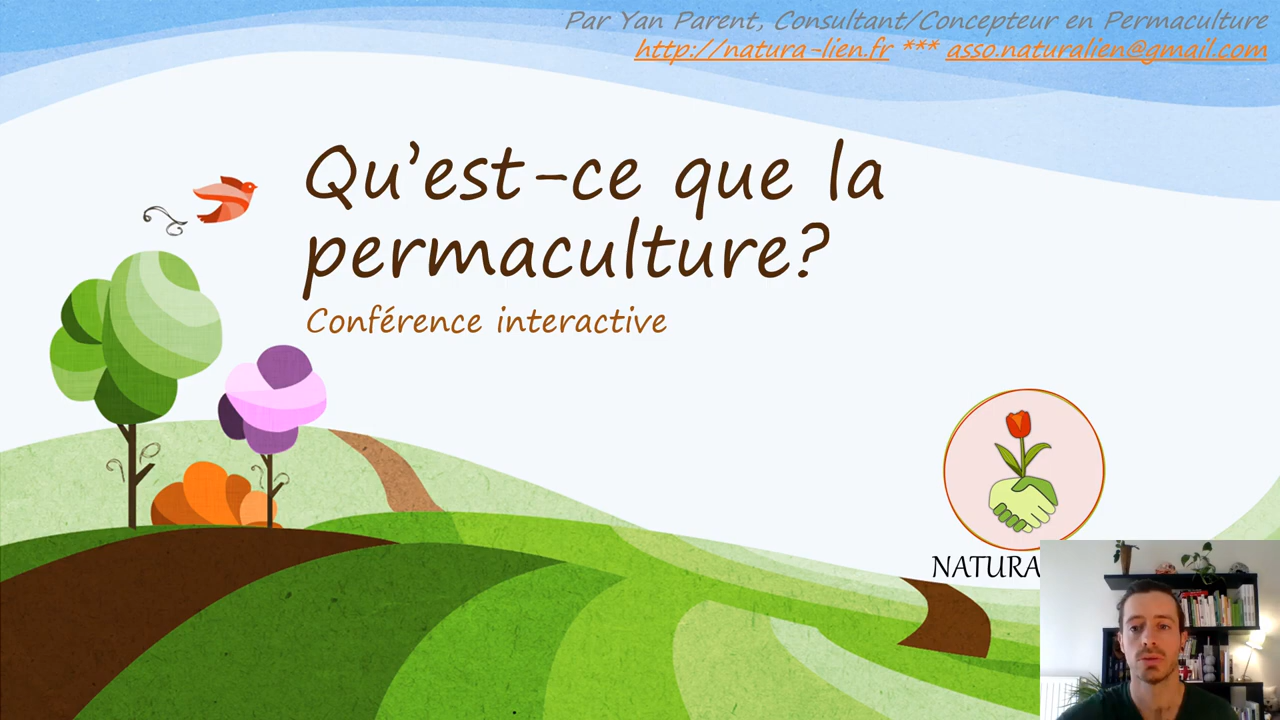 Par Yan Parent, Consultant/Concepteur en Permaculture
http://natura-lien.fr *** asso.naturalien@gmail.com
Qu’est-ce que la
permaculture?
Conférence interactive
NATURA